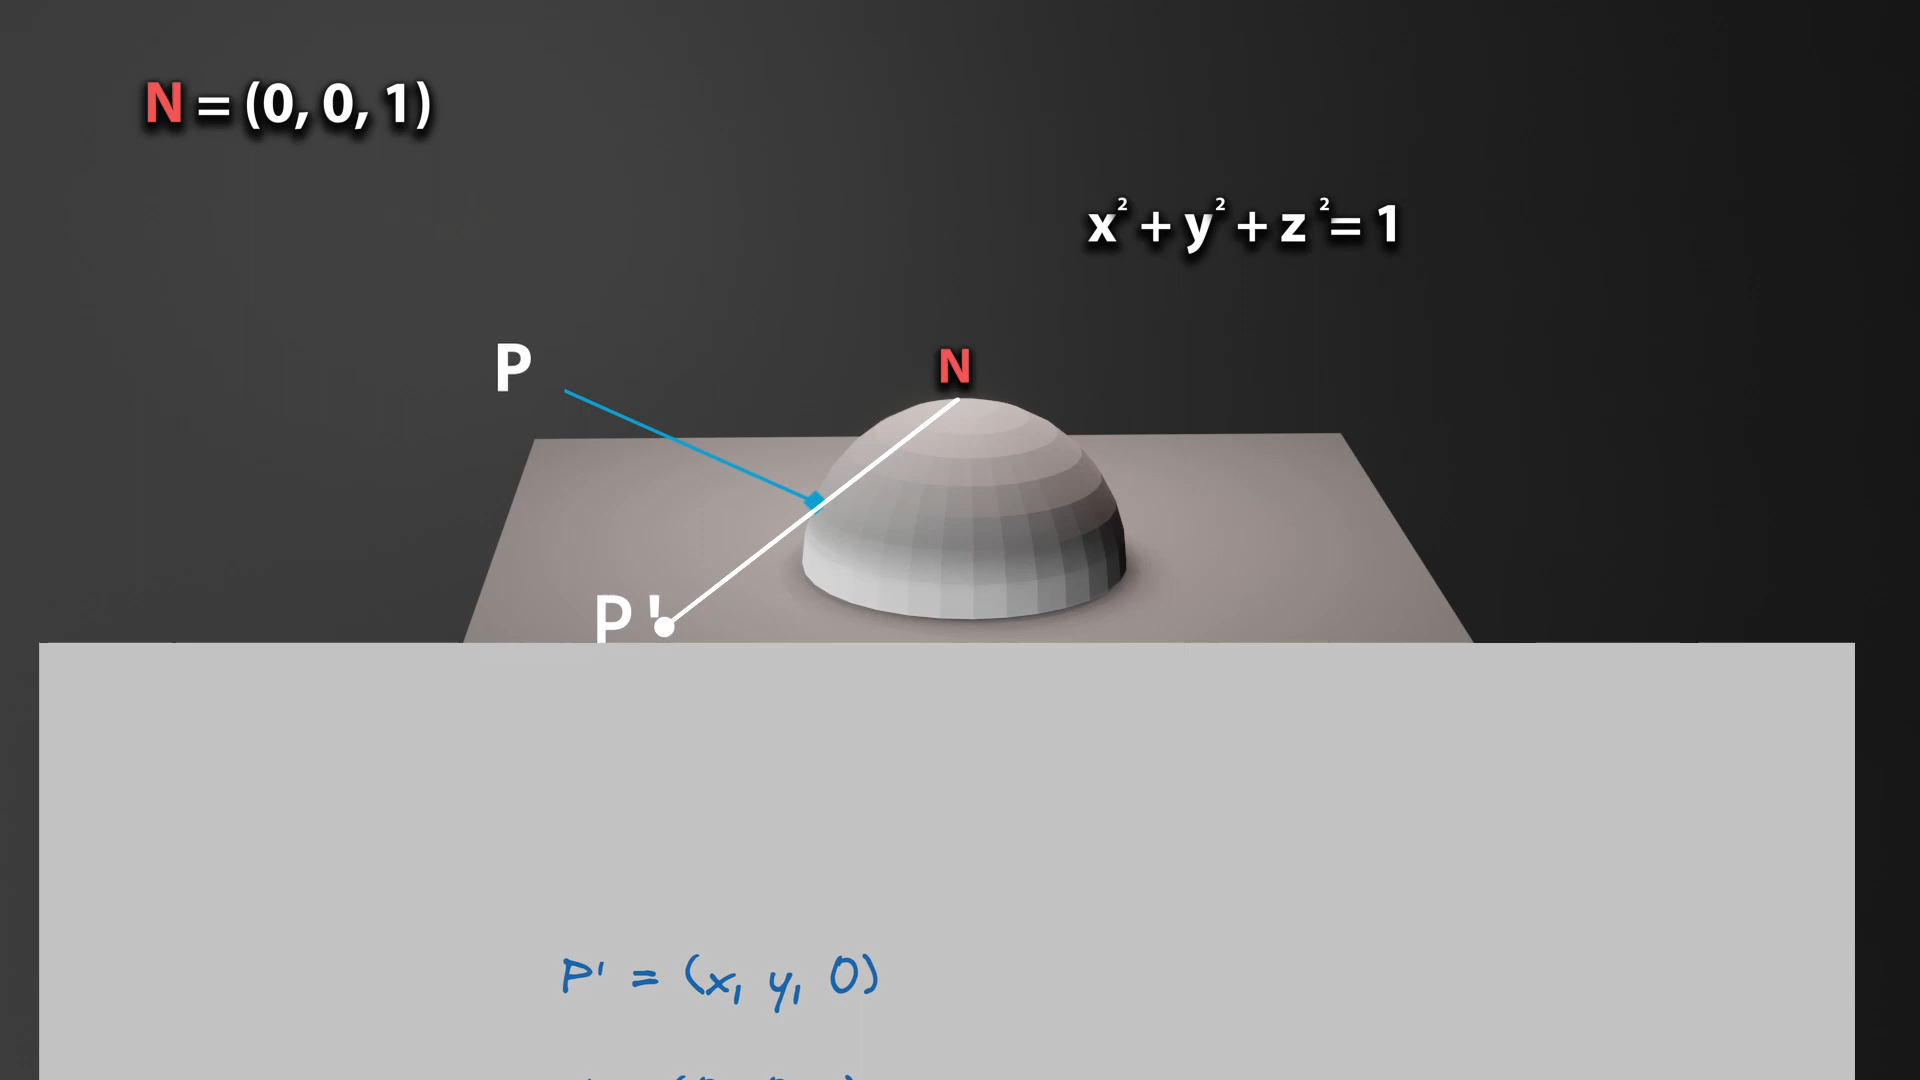 N = (0, 0, 1)
x² + y² + z² = 1
P
N
P'
P' = (x, y, 0)